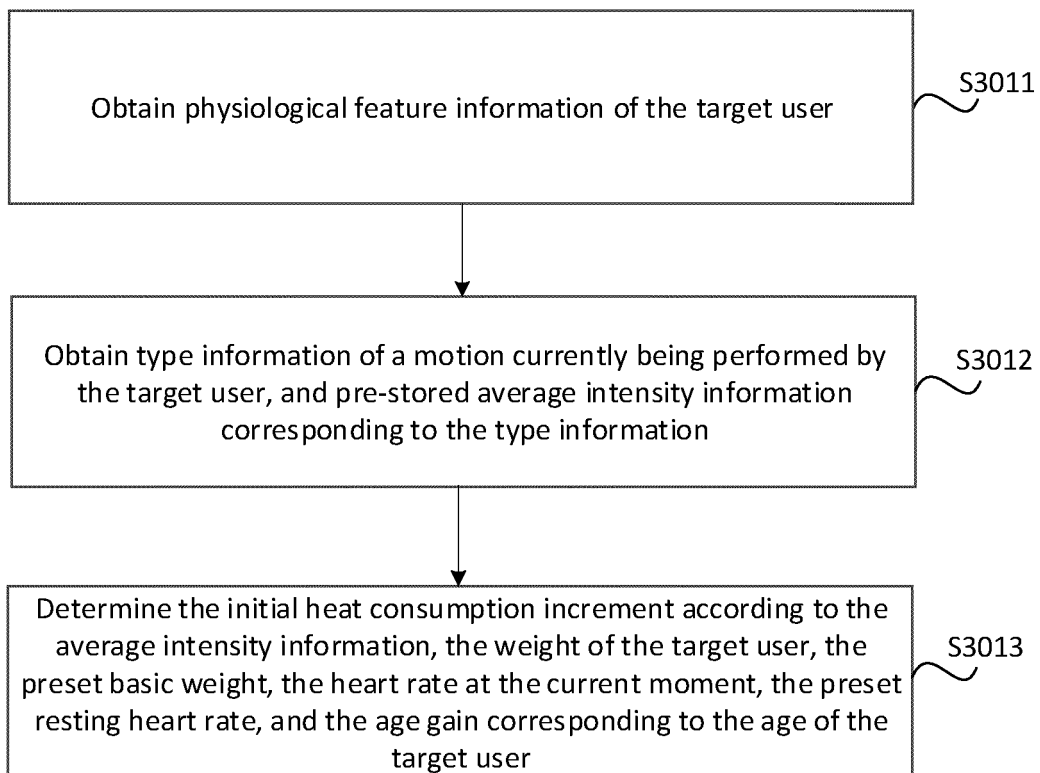 Obtain physiological feature information of the target user
S3011
Obtain type information of a motion currently being performed by
the target user, and pre-stored average intensity information
corresponding to the type information
S3012
Determine the initial heat consumption increment according to the
average intensity information, the weight of the target user, the
preset basic weight, the heart rate at the current moment, the preset
resting heart rate, and the age gain corresponding to the age of the
target user
S3013